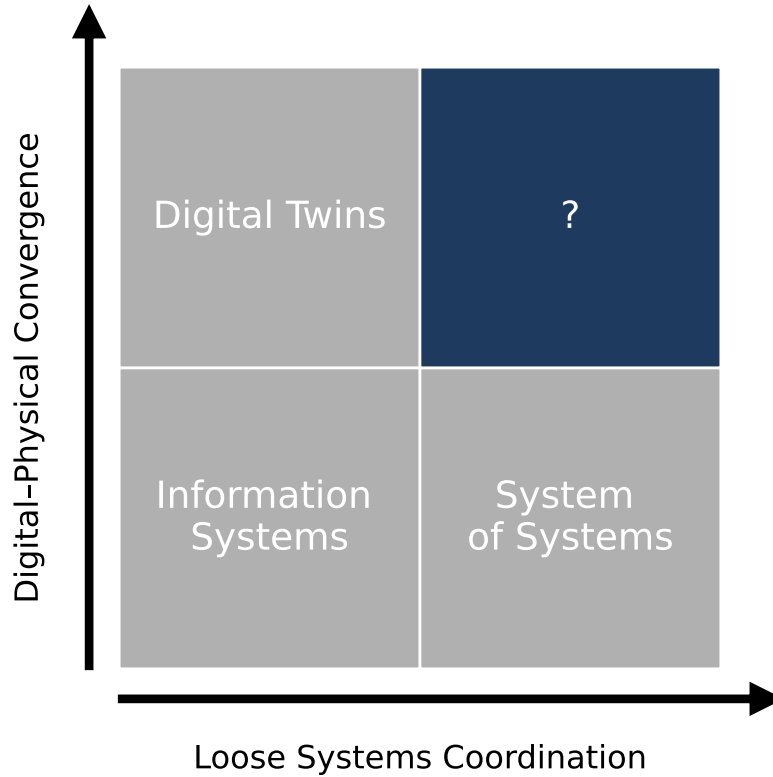 Digital–Physical Convergence
Digital Twins
?
Information
Systems
System
of Systems
Loose Systems Coordination